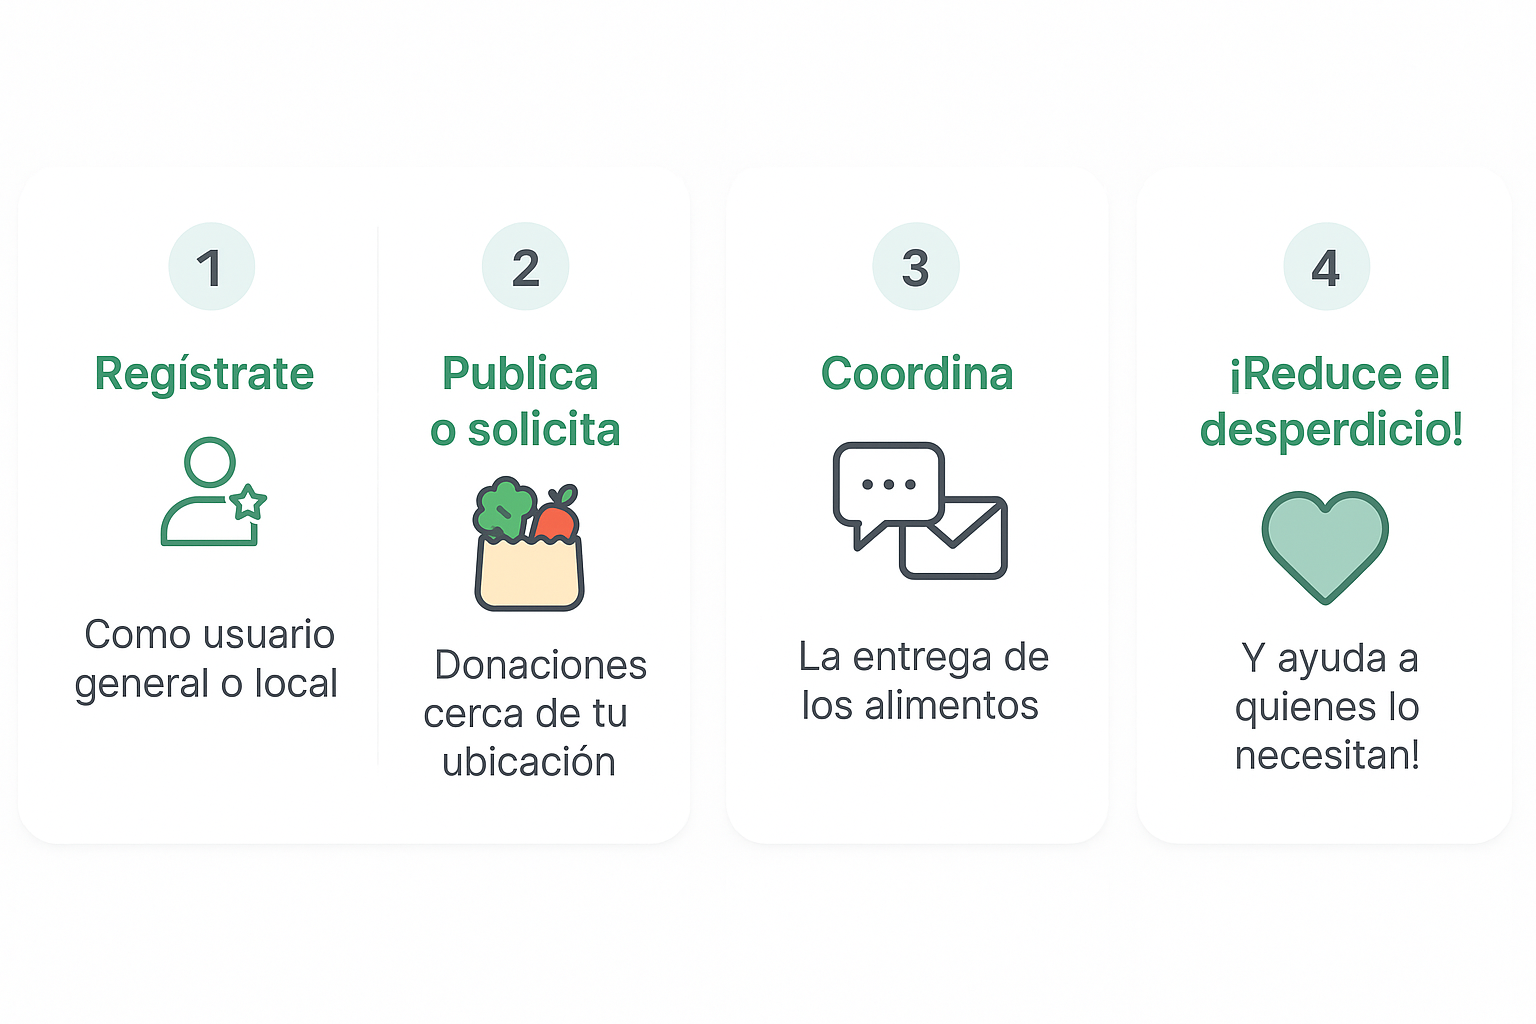 1
Regístrate
Como usuario
general o local
2
Publica
o solicita
Donaciones
cerca de tu
ubicación
3
Coordina
La entrega de
los alimentos
4
¡Reduce el
desperdicio!
Y ayuda a
quienes lo
necesitan!